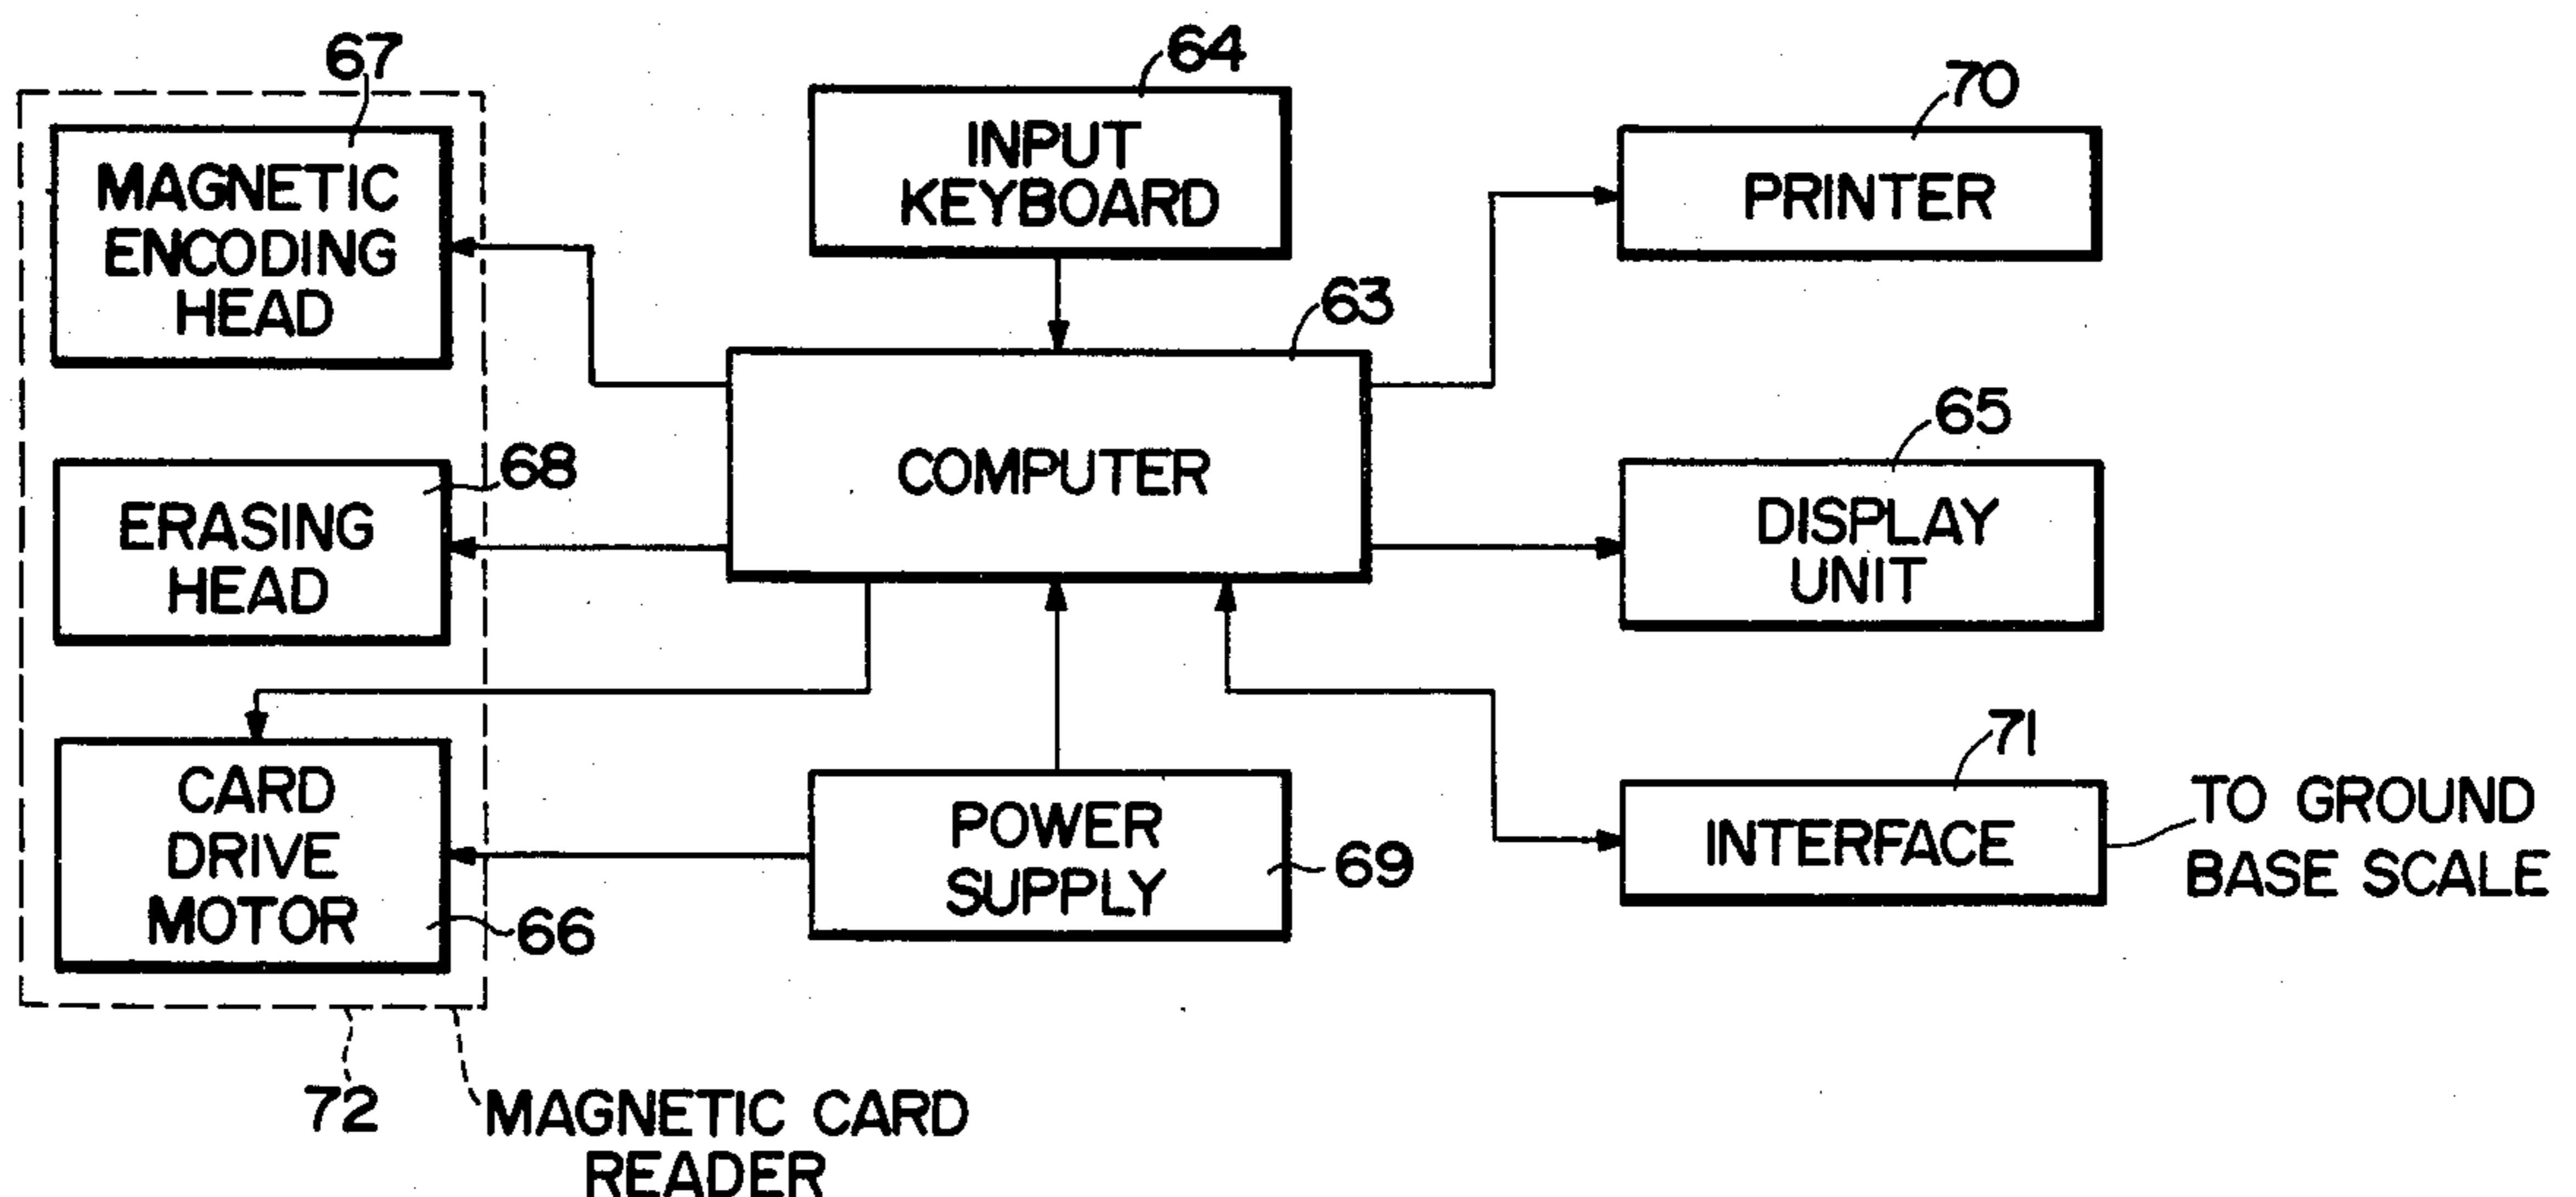 67
MAGNETIC
ENCODING
HEAD
64
INPUT
KEYBOARD
70
PRINTER
63
COMPUTER
68
ERASING
HEAD
65
DISPLAY
UNIT
CARD
DRIVE
MOTOR
66
POWER
SUPPLY
69
71
INTERFACE
TO GROUND
BASE SCALE
72
MAGNETIC CARD
READER